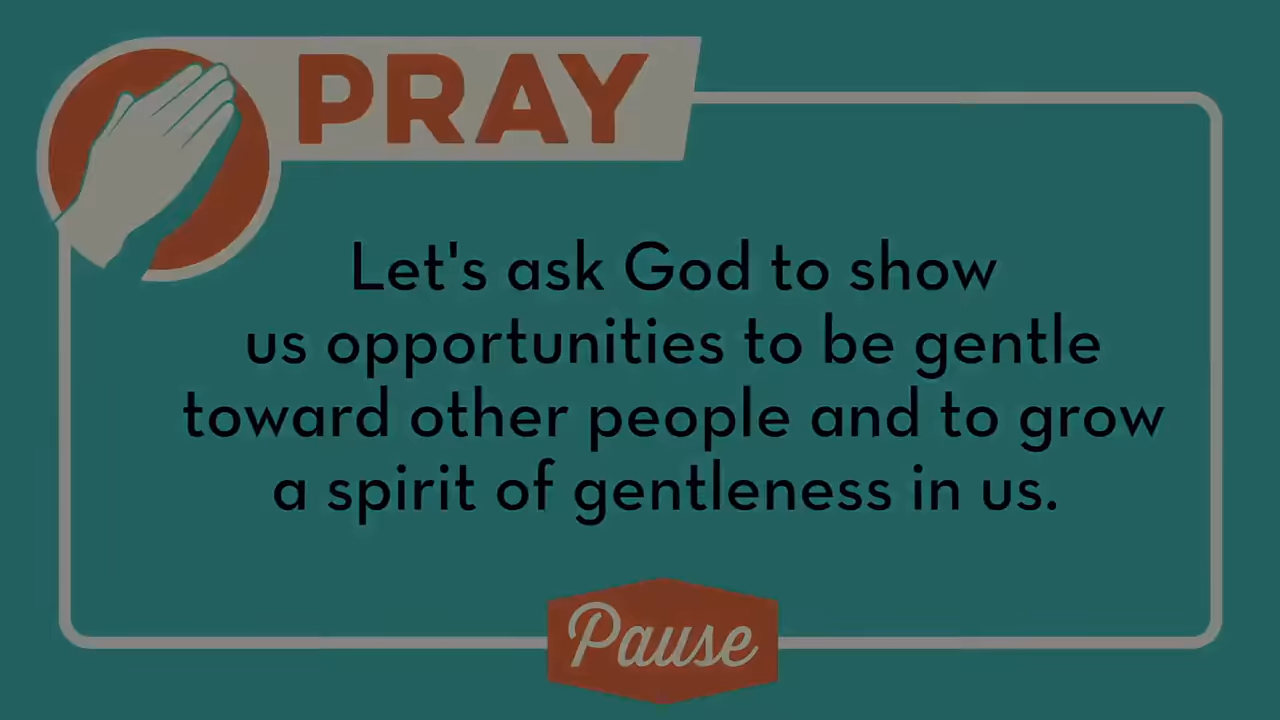 PRAY
Let's ask God to show
us opportunities to be gentle
toward other people and to grow
a spirit of gentleness in us.
Pause